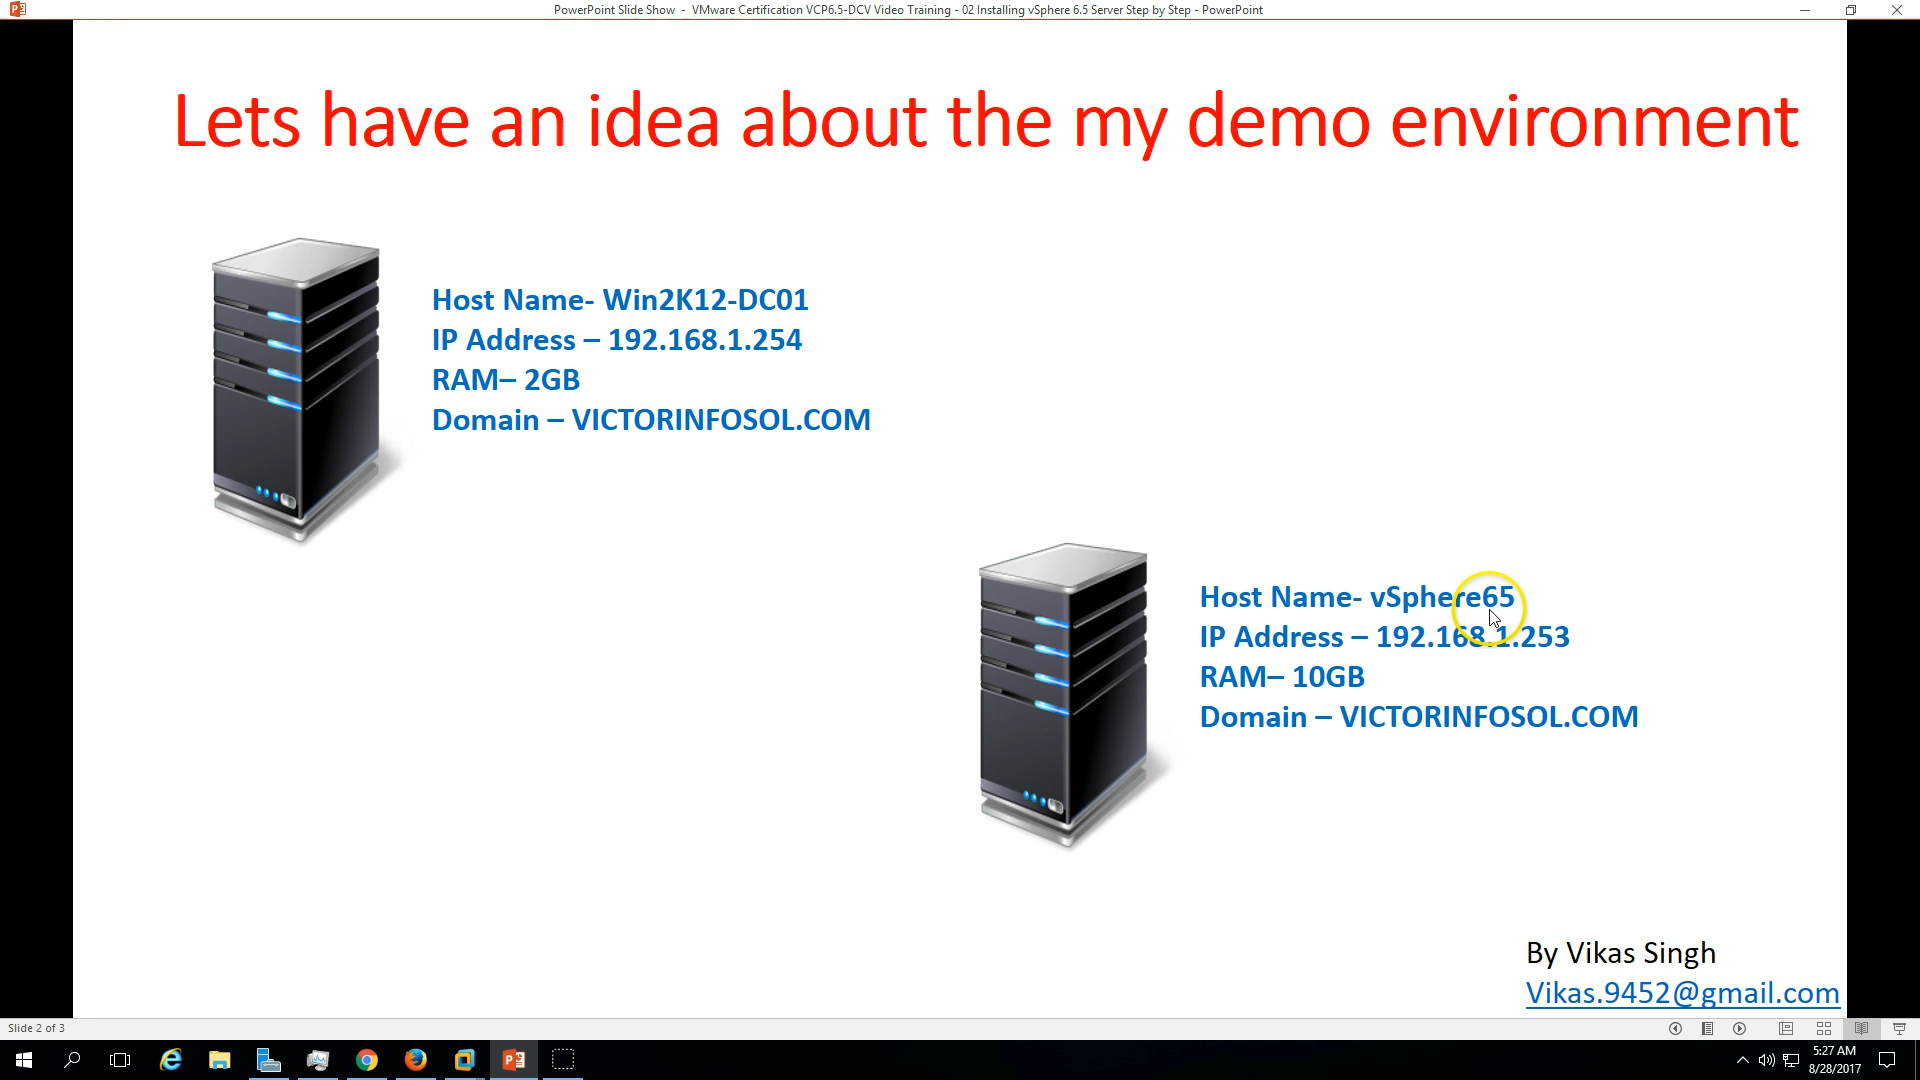 PowerPoint Slide Show - VMware Certification VCP6.5-DCV Video Training - 02 Installing vSphere 6.5 Server Step by Step - PowerPoint
Lets have an idea about the my demo environment
Host Name- Win2K12-DC01
IP Address – 192.168.1.254
RAM– 2GB
Domain – VICTORINFOSOL.COM
Host Name- vSphere65
IP Address – 192.168.1.253
RAM– 10GB
Domain – VICTORINFOSOL.COM
By Vikas Singh
Vikas.9452@gmail.com
Slide 2 of 3
5:27 AM
8/28/2017